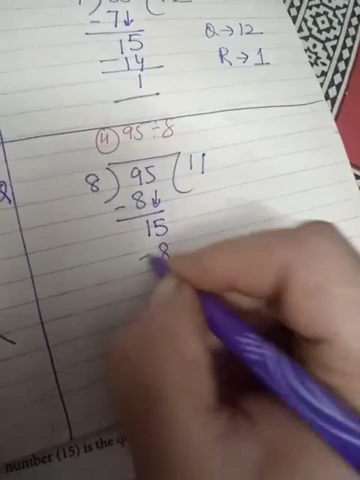 - 7↓
15
Q → 12
- 14
R → 1
1
(4) 95 ÷ 8
8 ) 95 ( 11
- 8↓
15
- 8
number (15) is the